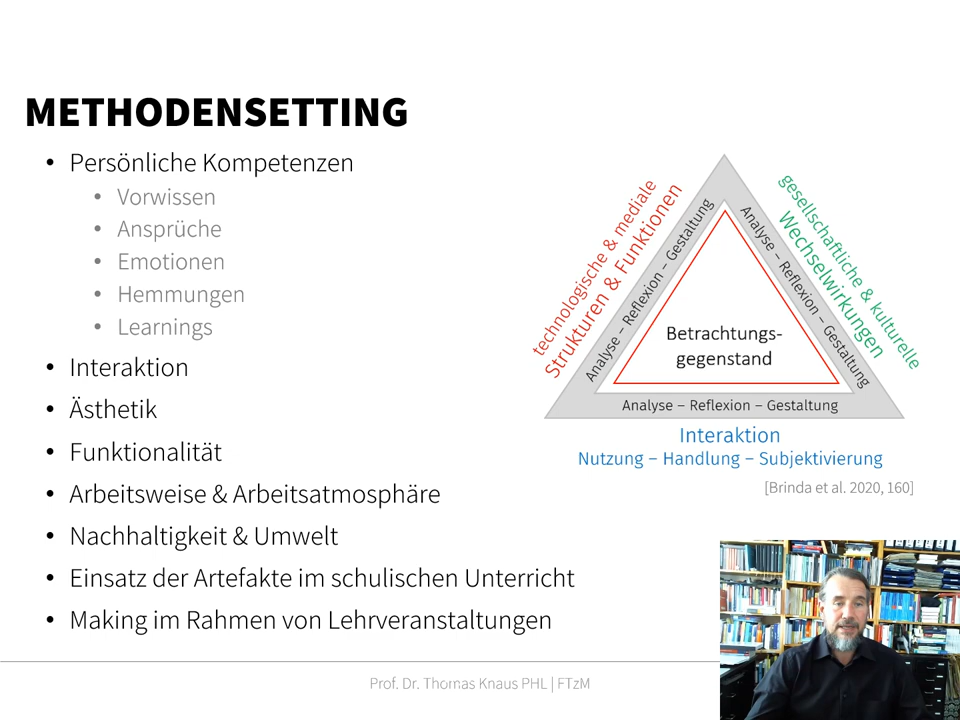 METHODENSETTING
• Persönliche Kompetenzen
• Vorwissen
• Ansprüche
• Emotionen
• Hemmungen
• Learnings
• Interaktion
• Ästhetik
• Funktionalität
• Arbeitsweise & Arbeitsatmosphäre
• Nachhaltigkeit & Umwelt
• Einsatz der Artefakte im schulischen Unterricht
• Making im Rahmen von Lehrveranstaltungen
technologische & mediale
Strukturen & Funktionen
Analyse – Reflexion – Gestaltung
gesellschaftliche & kulturelle
Wechselwirkungen
Analyse – Reflexion – Gestaltung
Betrachtungs-
gegenstand
Analyse – Reflexion – Gestaltung
Interaktion
Nutzung – Handlung – Subjektivierung
[Brinda et al. 2020, 160]
Prof. Dr. Thomas Knaus PHL | FTzM